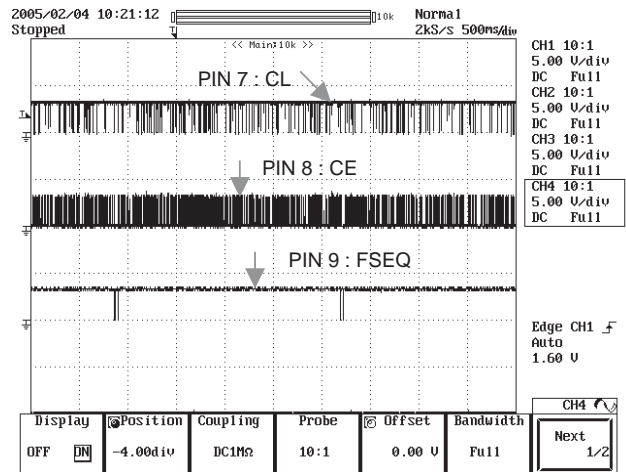 2005/02/04 10:21:12
Stopped
10k
Normal
2kS/s 500ms/div
<< Main:10k >>
PIN 7 : CL
PIN 8 : CE
PIN 9 : FSEQ
CH1 10:1
5.00 V/div
DC Full
CH2 10:1
5.00 V/div
DC Full
CH3 10:1
5.00 V/div
DC Full
CH4 10:1
5.00 V/div
DC Full
Edge CH1
Auto
1.60 V
CH4
Display
OFF ON
Position
-4.00div
Coupling
DC1MΩ
Probe
10:1
Offset
0.00 V
Bandwidth
Full
Next
1/2